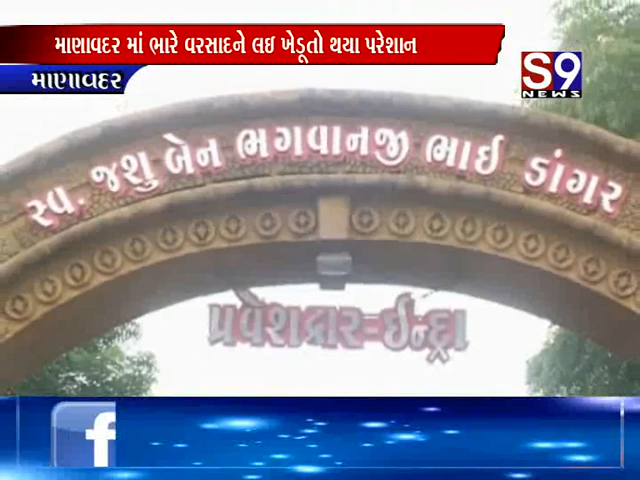 માણાવદર માં ભારે વરસાદને લઇ ખેડૂતો થયા પરેશાન
માણાવદર
S9
NEWS
સ્વ. જશુ બેન ભગવાનજી ભાઈ ડાંગર
પ્રવેશદ્વાર=ઈન્દ્રા
f